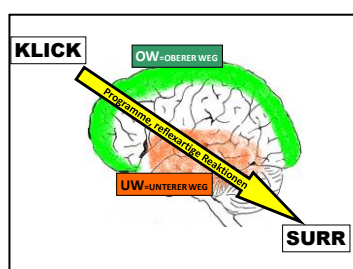 KLICK
OW=OBERER WEG
Programme, reflexartige Reaktionen
UW=UNTERER WEG
SURR